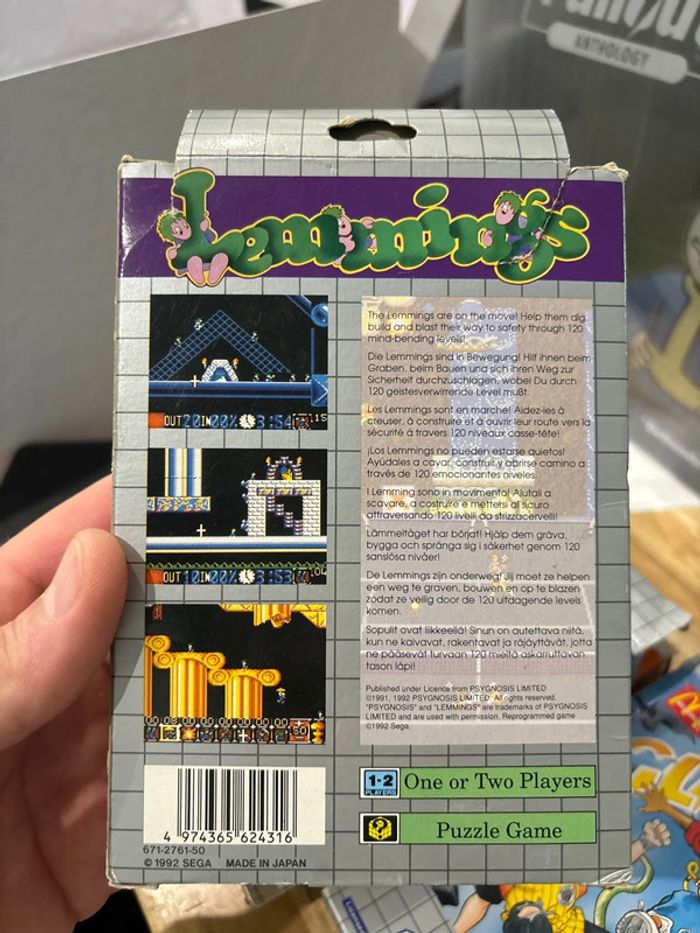 ANTHOLOGY
Lemmings
The Lemmings are on the move! Help them dig,
build and blast their way to safety through 120
mind-bending levels!
Die Lemmings sind in Bewegung! Hilf ihnen beim
Graben, beim Bauen und sich ihren Weg zur
Sicherheit durchzuschlagen, wobei Du durch
120 geistesverwirrende Level mußt.
Les Lemmings sont en marche! Aidez-les à
creuser, à construire et à ouvrir leur route vers la
sécurité à travers 120 niveaux casse-tête!
¡Los Lemmings no pueden estarse quietos!
Ayúdales a cavar, construir y abrirse camino a
través de 120 emocionantes niveles.
I Lemming sono in movimento! Aiutali a
scavare, a costruire e mettersi al sicuro
attraversando 120 livelli da strizzacervelli!
Lämmeltåget har börjat! Hjälp dem gräva,
bygga och spränga sig i säkerhet genom 120
sanslösa nivåer!
De Lemmings zijn onderweg! Jij moet ze helpen
een weg te graven, bouwen en op te blazen
zodat ze veilig door de 120 uitdagende levels
komen.
Sopulit ovat liikkeellä! Sinun on autettava niitä,
kun ne kaivavat, rakentavat ja räjäyttävät, jotta
ne pääsevät turvaan 120 mieltä askarruttavan
tason läpi!
Published under Licence from PSYGNOSIS LIMITED
©1991, 1992 PSYGNOSIS LIMITED. All rights reserved.
"PSYGNOSIS" and "LEMMINGS" are trademarks of PSYGNOSIS
LIMITED and are used with permission. Reprogrammed game
©1992 Sega
OUT 20 IN 00% 3:54
OUT 10 IN 00% 3:53
60
1-2
PLAYERS
One or Two Players
Puzzle Game
4 974365 624316
671-2761-50
© 1992 SEGA MADE IN JAPAN